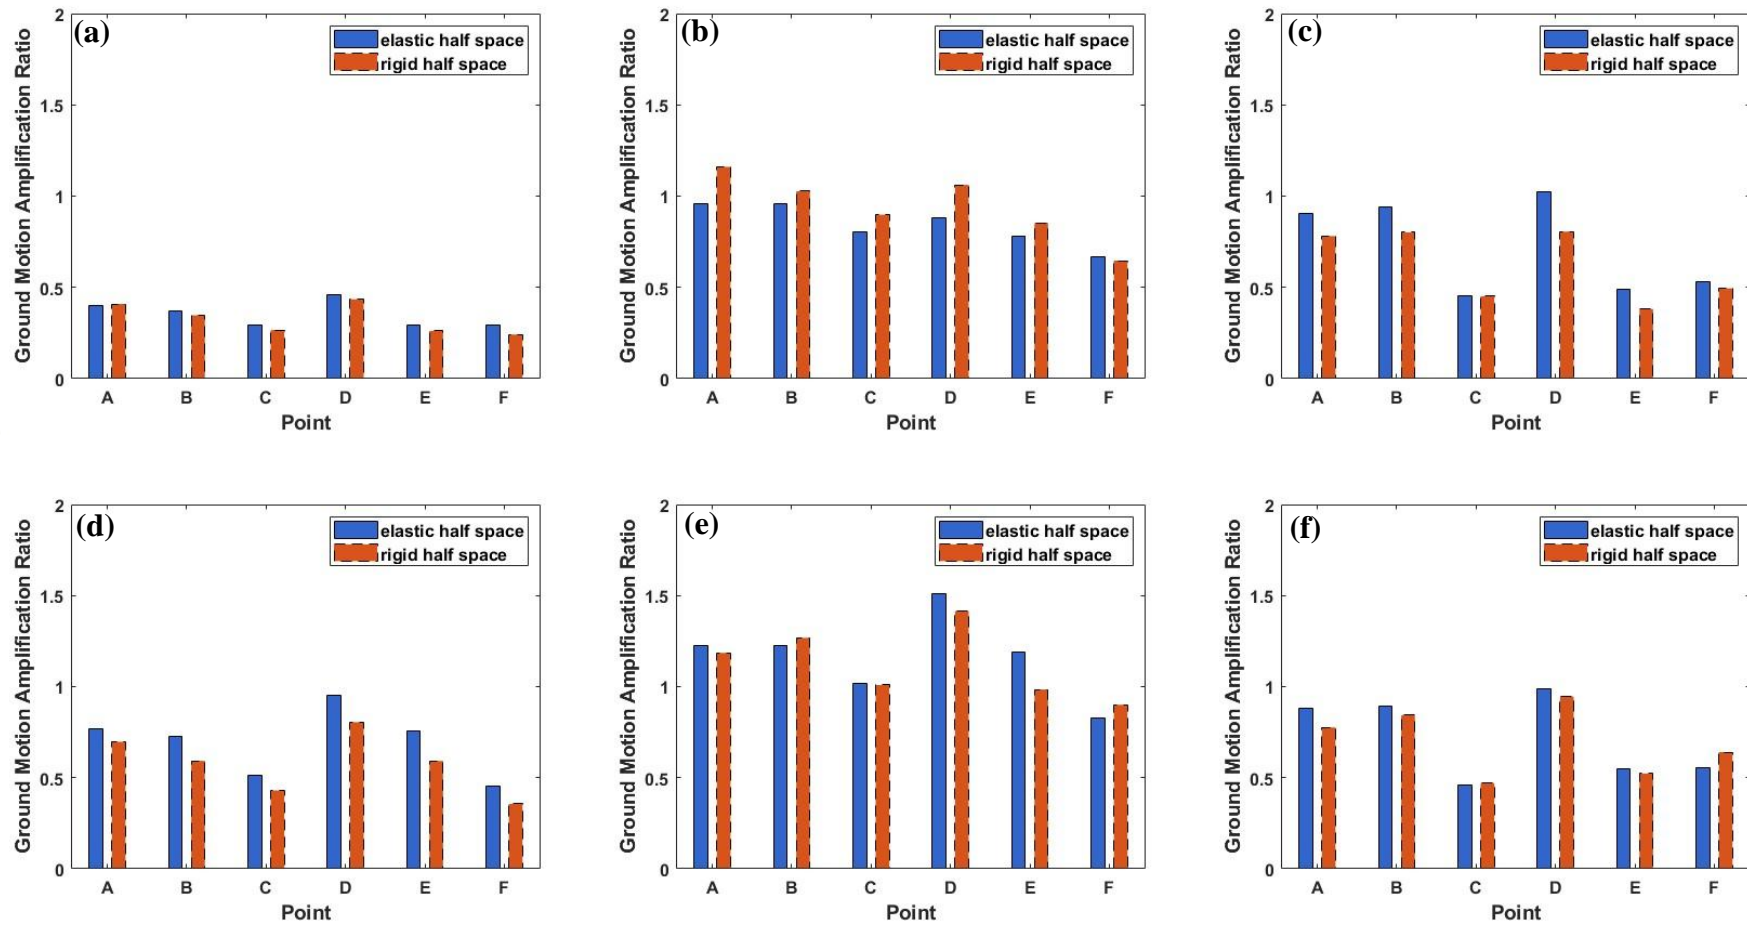 (a)
elastic half space
rigid half space
Ground Motion Amplification Ratio
2
1.5
1
0.5
0
A B C D E F
Point
(b)
elastic half space
rigid half space
Ground Motion Amplification Ratio
2
1.5
1
0.5
0
A B C D E F
Point
(c)
elastic half space
rigid half space
Ground Motion Amplification Ratio
2
1.5
1
0.5
0
A B C D E F
Point
(d)
elastic half space
rigid half space
Ground Motion Amplification Ratio
2
1.5
1
0.5
0
A B C D E F
Point
(e)
elastic half space
rigid half space
Ground Motion Amplification Ratio
2
1.5
1
0.5
0
A B C D E F
Point
(f)
elastic half space
rigid half space
Ground Motion Amplification Ratio
2
1.5
1
0.5
0
A B C D E F
Point